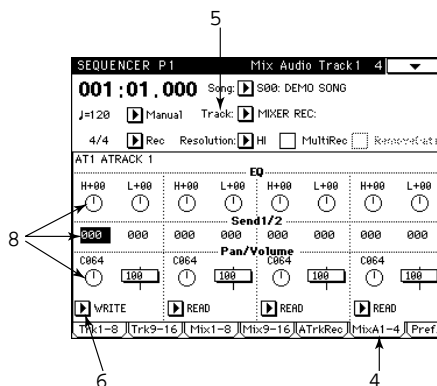 5
SEQUENCER P1 Mix Audio Track1 4
001:01.000 Song: S00: DEMO SONG
♩=120 Manual Track: MIXER REC:
4/4 Rec Resolution: HI MultiRec
AT1 ATRACK 1
EQ
H+00 L+00 H+00 L+00 H+00 L+00 H+00 L+00
Send1/2
8 000 000 000 000 000 000 000 000
Pan/Volume
C064 100 C064 100 C064 100 C064 100
WRITE READ READ READ
Trk1-8 Trk9-16 Mix1-8 Mix9-16 ATrkRec MixA1-4 Pref.
6 4